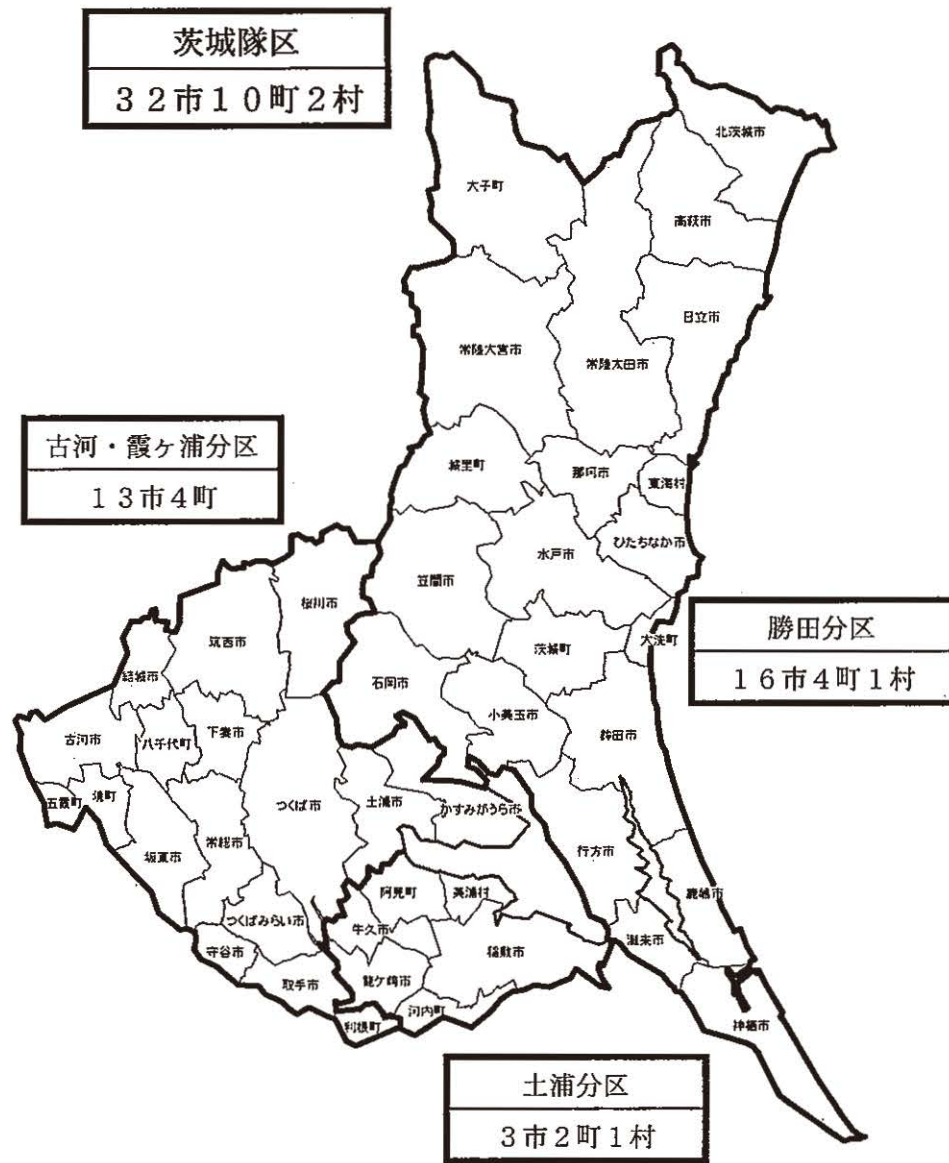 茨城隊区
32市10町2村
北茨城市
大子町
高萩市
日立市
常陸大宮市
常陸太田市
古河・霞ヶ浦分区
13市4町
城里町
那珂市
東海村
ひたちなか市
水戸市
笠間市
桜川市
筑西市
勝田分区
16市4町1村
大洗町
茨城町
結城市
石岡市
小美玉市
鉾田市
古河市
八千代町
下妻市
五霞町
境町
つくば市
土浦市
かすみがうら市
坂東市
常総市
行方市
鹿嶋市
阿見町
美浦村
つくばみらい市
牛久市
稲敷市
潮来市
守谷市
取手市
龍ケ崎市
河内町
利根町
神栖市
土浦分区
3市2町1村